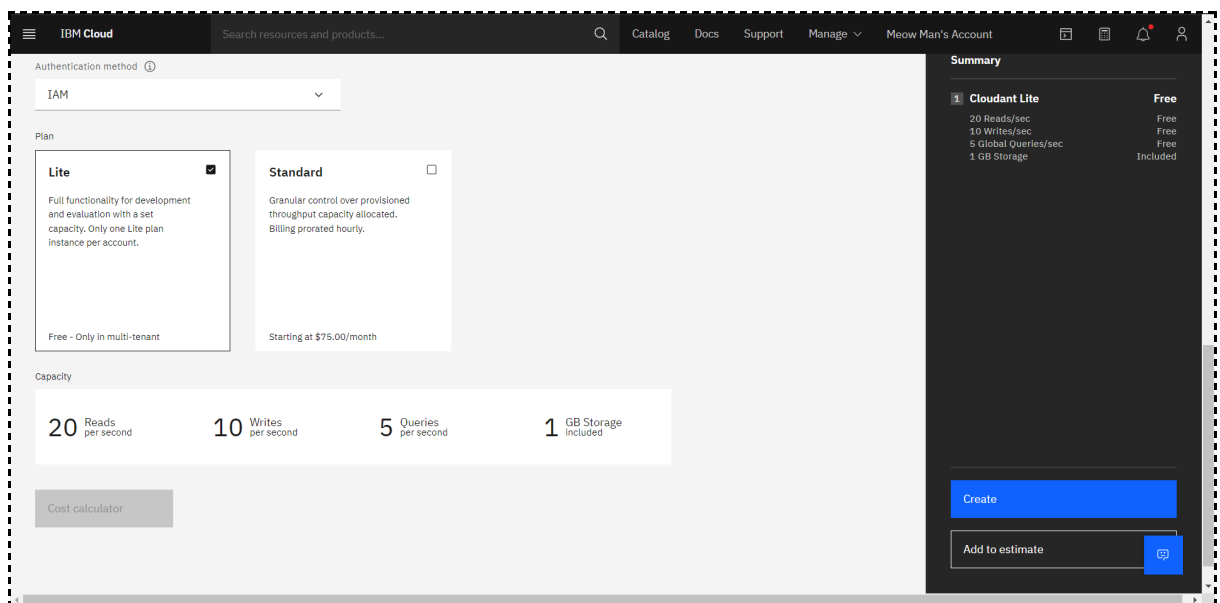 IBM Cloud
Search resources and products...
Catalog
Docs
Support
Manage
Meow Man's Account
Authentication method
IAM
Plan
Lite
Full functionality for development
and evaluation with a set
capacity. Only one Lite plan
instance per account.
Free - Only in multi-tenant
Standard
Granular control over provisioned
throughput capacity allocated.
Billing prorated hourly.
Starting at $75.00/month
Capacity
20 Reads per second
10 Writes per second
5 Queries per second
1 GB Storage included
Cost calculator
Summary
1 Cloudant Lite Free
20 Reads/sec Free
10 Writes/sec Free
5 Global Queries/sec Free
1 GB Storage Included
Create
Add to estimate